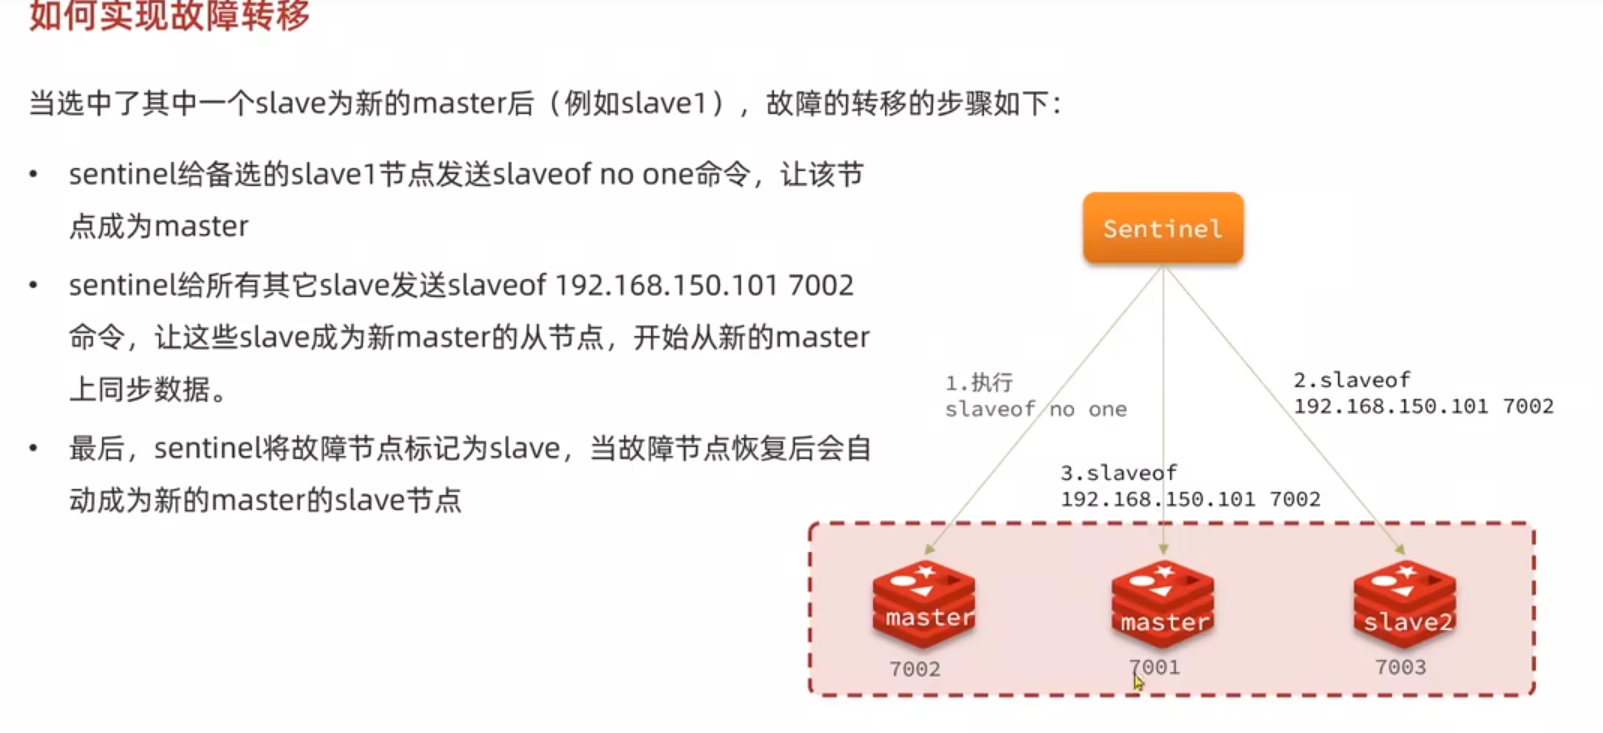 如何实现故障转移
当选中了其中一个slave为新的master后（例如slave1），故障的转移的步骤如下：
• sentinel给备选的slave1节点发送slaveof no one命令，让该节
点成为master
• sentinel给所有其它slave发送slaveof 192.168.150.101 7002
命令，让这些slave成为新master的从节点，开始从新的master
上同步数据。
• 最后，sentinel将故障节点标记为slave，当故障节点恢复后会自
动成为新的master的slave节点
Sentinel
1.执行
slaveof no one
2.slaveof
192.168.150.101 7002
3.slaveof
192.168.150.101 7002
master
7002
master
7001
slave2
7003